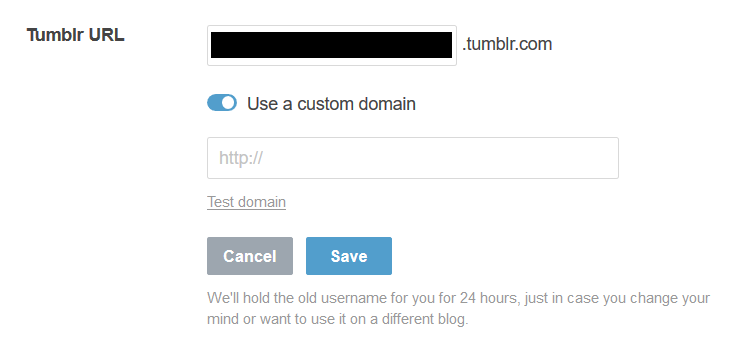 Tumblr URL
.tumblr.com
Use a custom domain
http://
Test domain
Cancel
Save
We'll hold the old username for you for 24 hours, just in case you change your
mind or want to use it on a different blog.